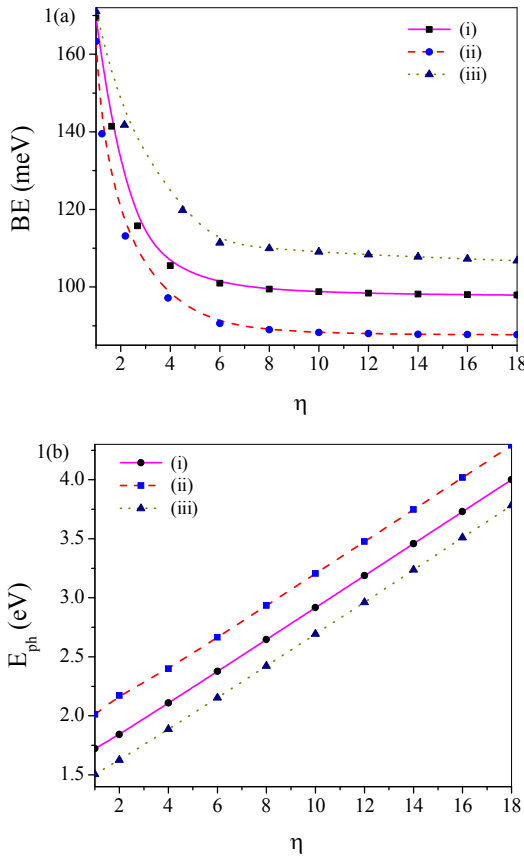 1(a)
160
140
120
100
BE (meV)
(i)
(ii)
(iii)
2 4 6 8 10 12 14 16 18
η
1(b)
4.0
3.5
3.0
2.5
2.0
1.5
E_ph (eV)
(i)
(ii)
(iii)
2 4 6 8 10 12 14 16 18
η